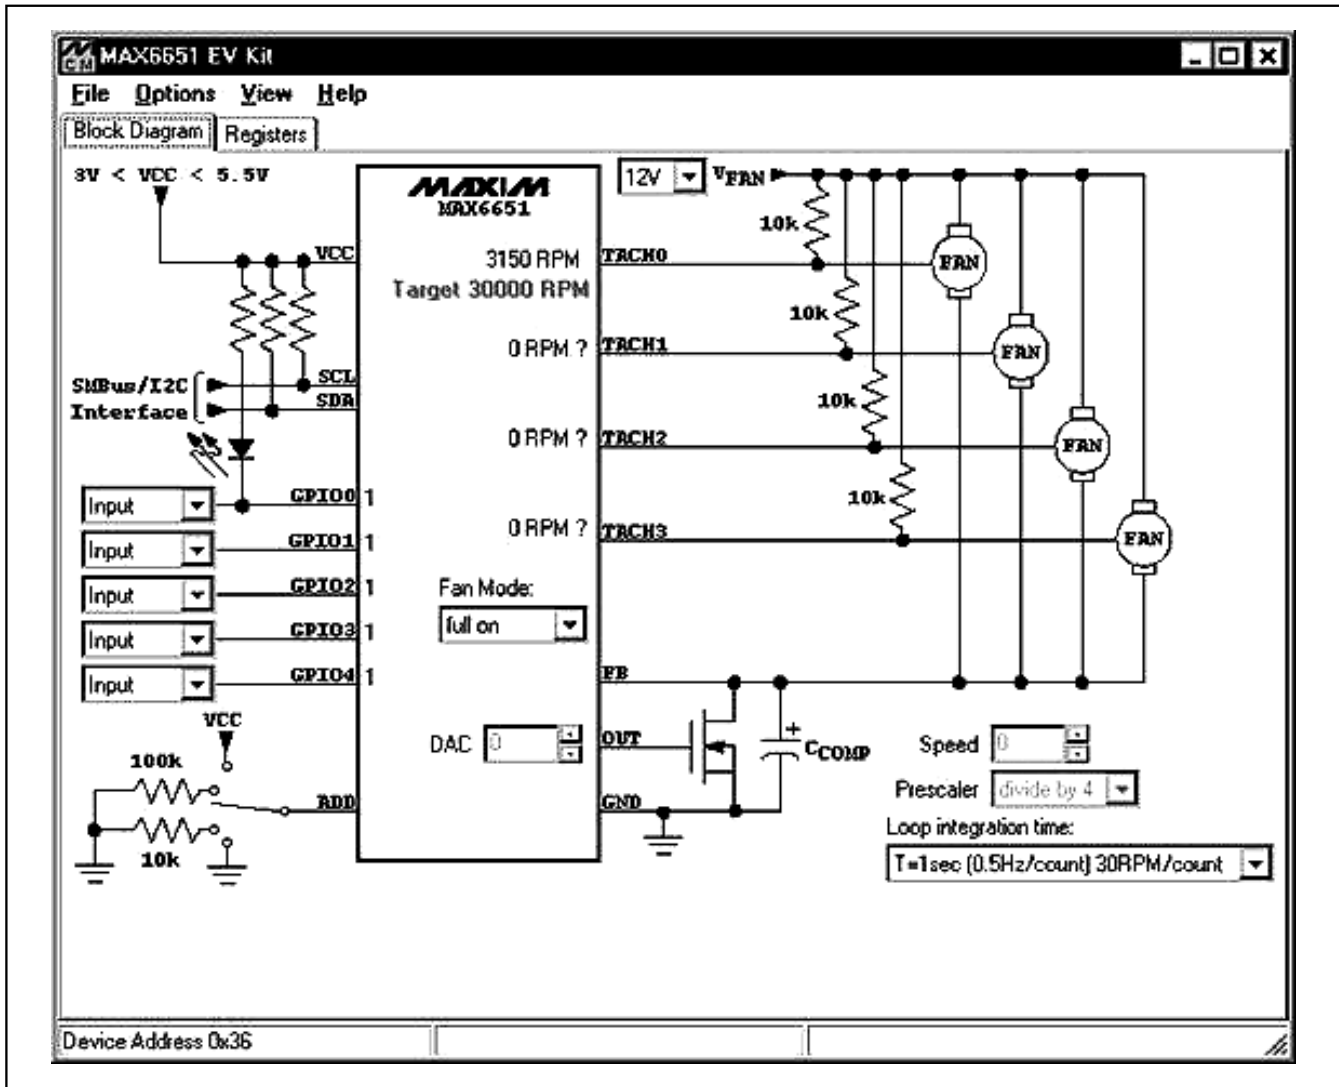 MAX6651 EV Kit
File Options View Help
Block Diagram Registers
3V < VCC < 5.5V
MAXIM
MAX6651
12V
VFAN
10k
VCC
3150 RPM
TACH0
FAN
Target 30000 RPM
10k
0 RPM ?
TACH1
FAN
SMBus/I2C
Interface
SCL
SDA
10k
0 RPM ?
TACH2
FAN
Input
GPIO0 1
10k
0 RPM ?
TACH3
FAN
Input
GPIO1 1
Input
GPIO2 1
Fan Mode:
full on
Input
GPIO3 1
Input
GPIO4 1
FB
VCC
DAC 0
OUT
+
CCOMP
Speed 0
100k
Prescaler divide by 4
ADD
GND
10k
Loop integration time:
T=1sec (0.5Hz/count) 30RPM/count
Device Address 0x36